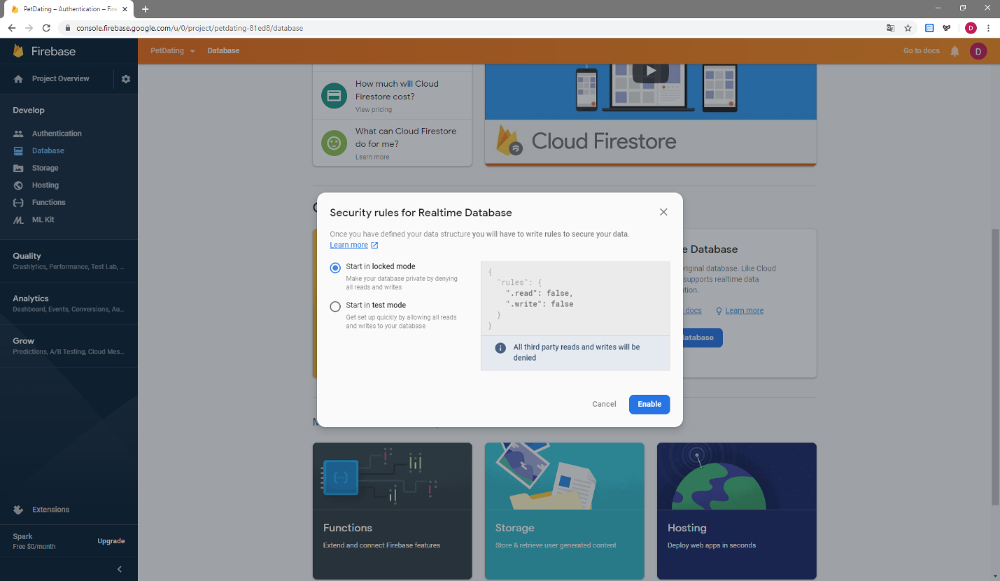 PetDating – Authentication – Fire
console.firebase.google.com/u/0/project/petdating-81ed8/database
D
Firebase
PetDating
Database
Go to docs
D
Project Overview
Develop
Authentication
Database
Storage
Hosting
Functions
ML Kit
Quality
Crashlytics, Performance, Test Lab, ...
Analytics
Dashboard, Events, Conversions, Au...
Grow
Predictions, A/B Testing, Cloud Mes...
Extensions
Spark
Free $0/month
Upgrade
How much will Cloud
Firestore cost?
View pricing
What can Cloud Firestore
do for me?
Learn more
Cloud Firestore
Security rules for Realtime Database
Once you have defined your data structure you will have to write rules to secure your data.
Learn more
Start in locked mode
Make your database private by denying
all reads and writes
Start in test mode
Get set up quickly by allowing all reads
and writes to your database
{
"rules": {
".read": false,
".write": false
}
}
All third party reads and writes will be
denied
Cancel
Enable
e Database
riginal database. Like Cloud
supports realtime data
tion.
docs
Learn more
atabase
Functions
Extend and connect Firebase features
Storage
Store & retrieve user generated content
Hosting
Deploy web apps in seconds